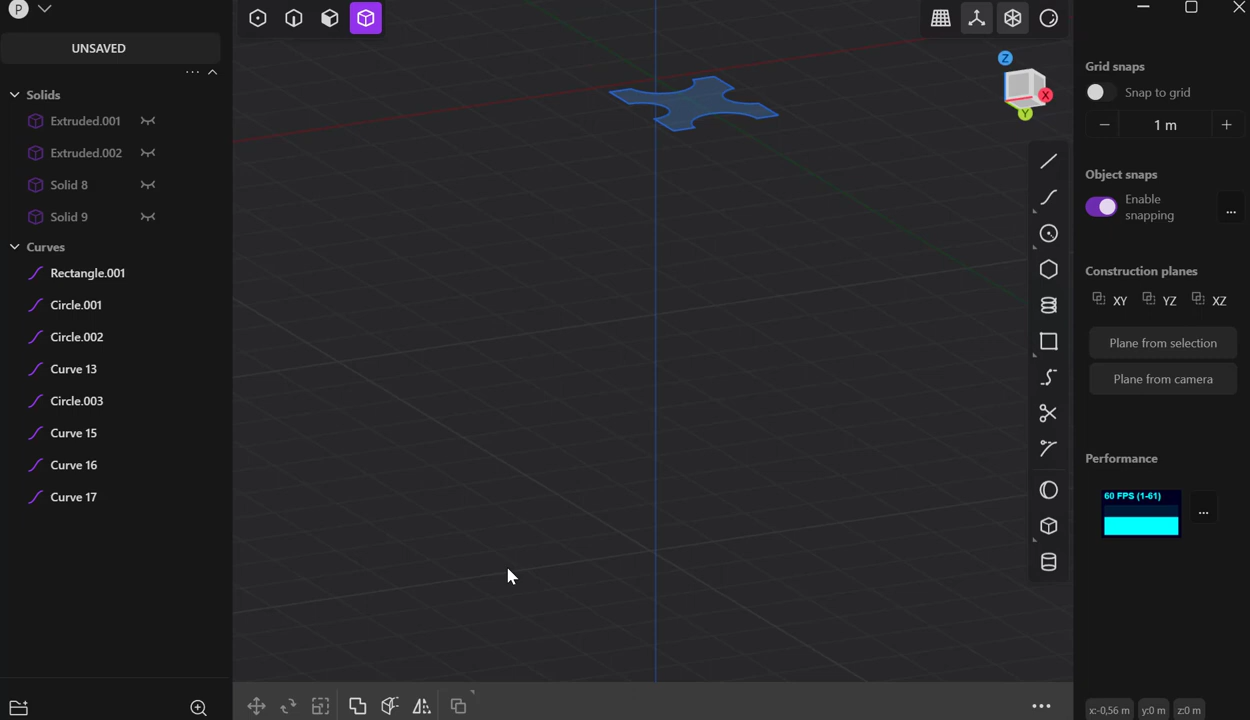 P
UNSAVED
Solids
Extruded.001
Extruded.002
Solid 8
Solid 9
Curves
Rectangle.001
Circle.001
Circle.002
Curve 13
Circle.003
Curve 15
Curve 16
Curve 17
Z
X
Y
Grid snaps
Snap to grid
1 m
Object snaps
Enable
snapping
Construction planes
XY YZ XZ
Plane from selection
Plane from camera
Performance
60 FPS (1-61)
x:-0,56 m y:0 m z:0 m